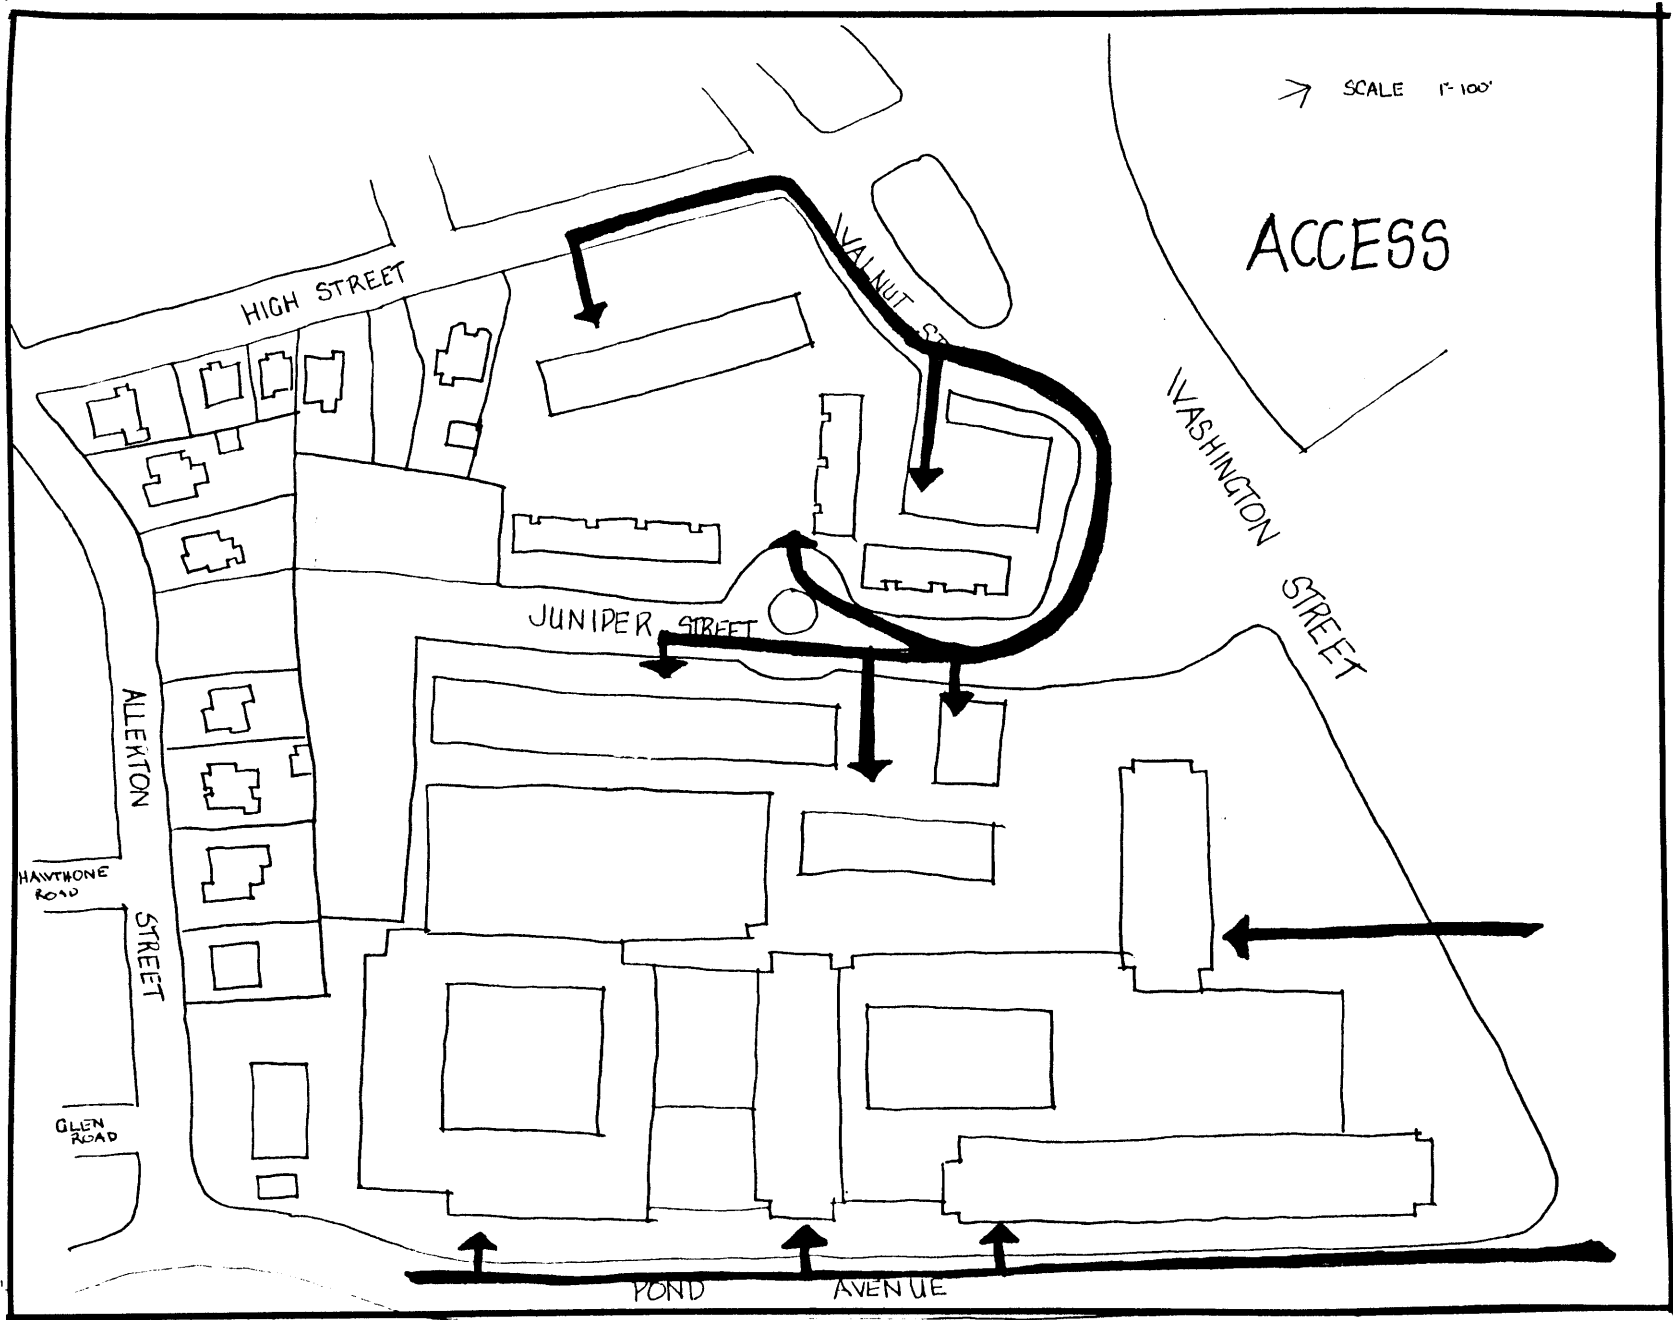 SCALE 1"-100'
ACCESS
WALNUT ST.
HIGH STREET
WASHINGTON STREET
JUNIPER STREET
ALLERTON STREET
HAWTHONE
ROAD
GLEN
ROAD
POND AVENUE